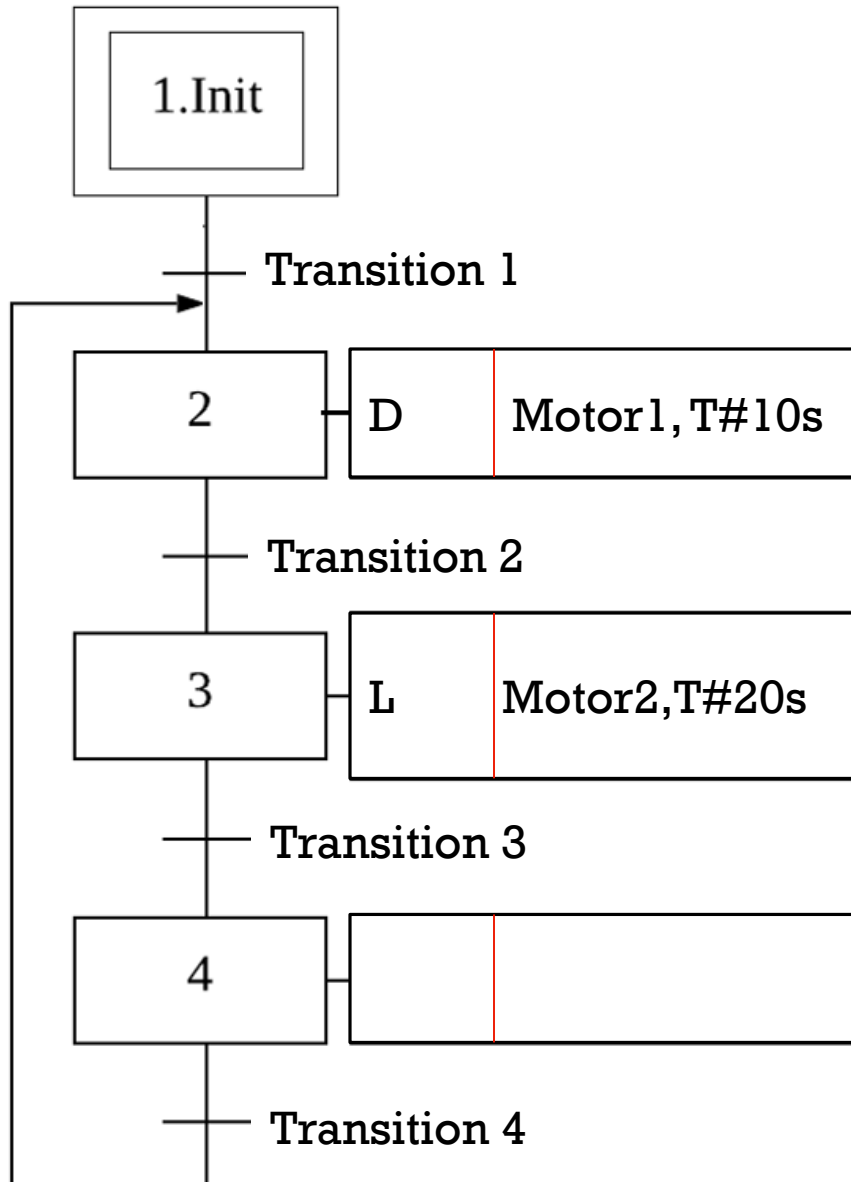 1.Init
Transition 1
2
D
Motor1, T#10s
Transition 2
3
L
Motor2,T#20s
Transition 3
4
Transition 4